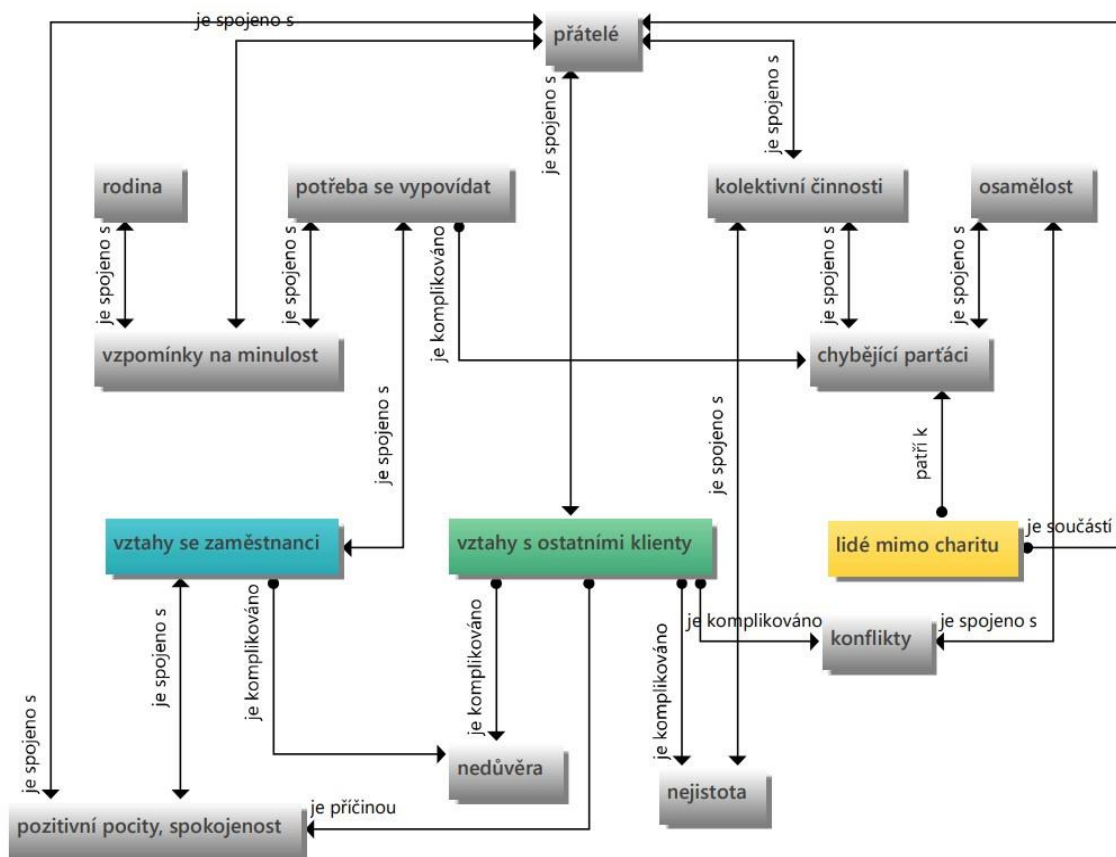 je spojeno s
přátelé
je spojeno s
je spojeno s
rodina
potřeba se vypovídat
kolektivní činnosti
osamělost
je spojeno s
je spojeno s
je komplikováno
je spojeno s
je spojeno s
vzpomínky na minulost
chybějící parťáci
je spojeno s
je spojeno s
patří k
vztahy se zaměstnanci
vztahy s ostatními klienty
lidé mimo charitu
je součástí
je spojeno s
je komplikováno
je komplikováno
je komplikováno
je komplikováno
konflikty
je spojeno s
je spojeno s
nedůvěra
nejistota
pozitivní pocity, spokojenost
je příčinou